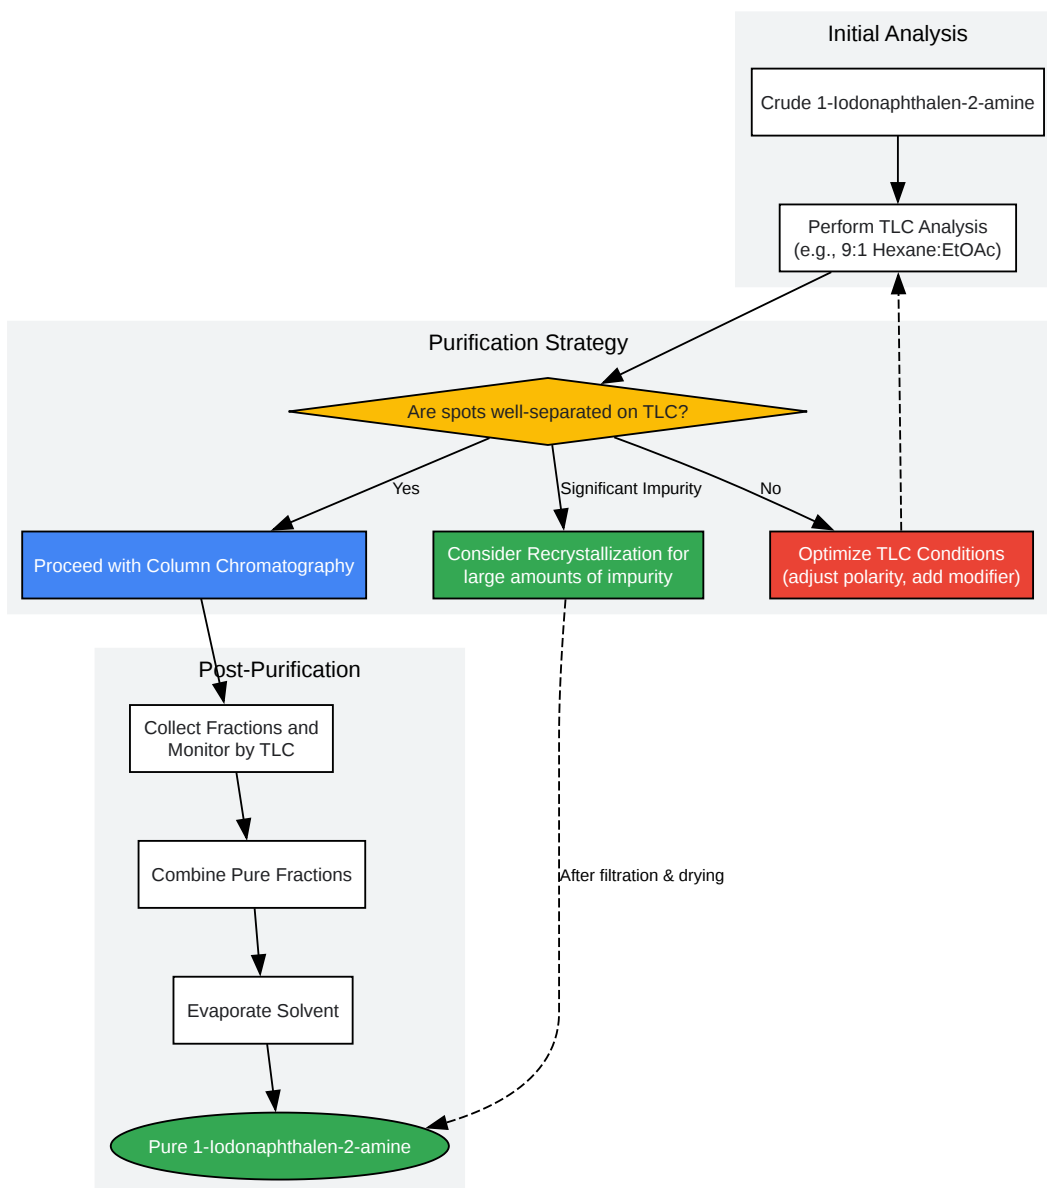 Initial Analysis
Crude 1-Iodonaphthalen-2-amine
Perform TLC Analysis
(e.g., 9:1 Hexane:EtOAc)
Purification Strategy
Are spots well-separated on TLC?
Yes
Significant Impurity
No
Proceed with Column Chromatography
Consider Recrystallization for
large amounts of impurity
Optimize TLC Conditions
(adjust polarity, add modifier)
Post-Purification
Collect Fractions and
Monitor by TLC
Combine Pure Fractions
After filtration & drying
Evaporate Solvent
Pure 1-Iodonaphthalen-2-amine